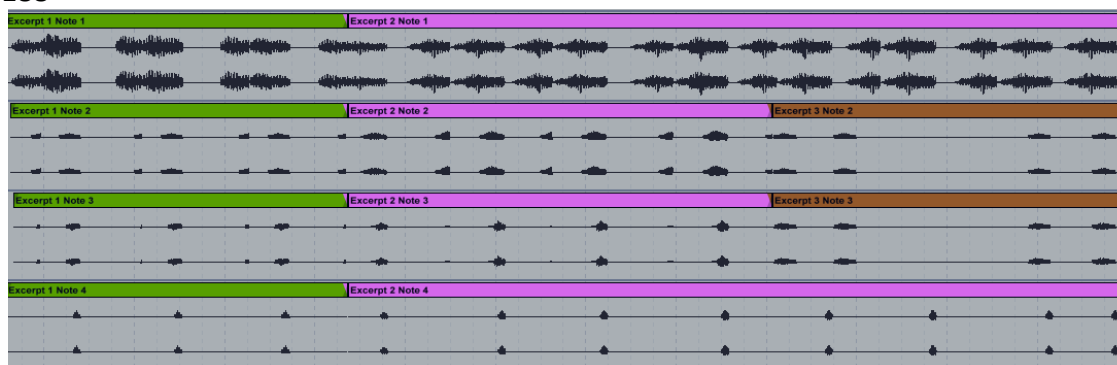 Excerpt 1 Note 1 Excerpt 2 Note 1
Excerpt 1 Note 2 Excerpt 2 Note 2 Excerpt 3 Note 2
Excerpt 1 Note 3 Excerpt 2 Note 3 Excerpt 3 Note 3
Excerpt 1 Note 4 Excerpt 2 Note 4